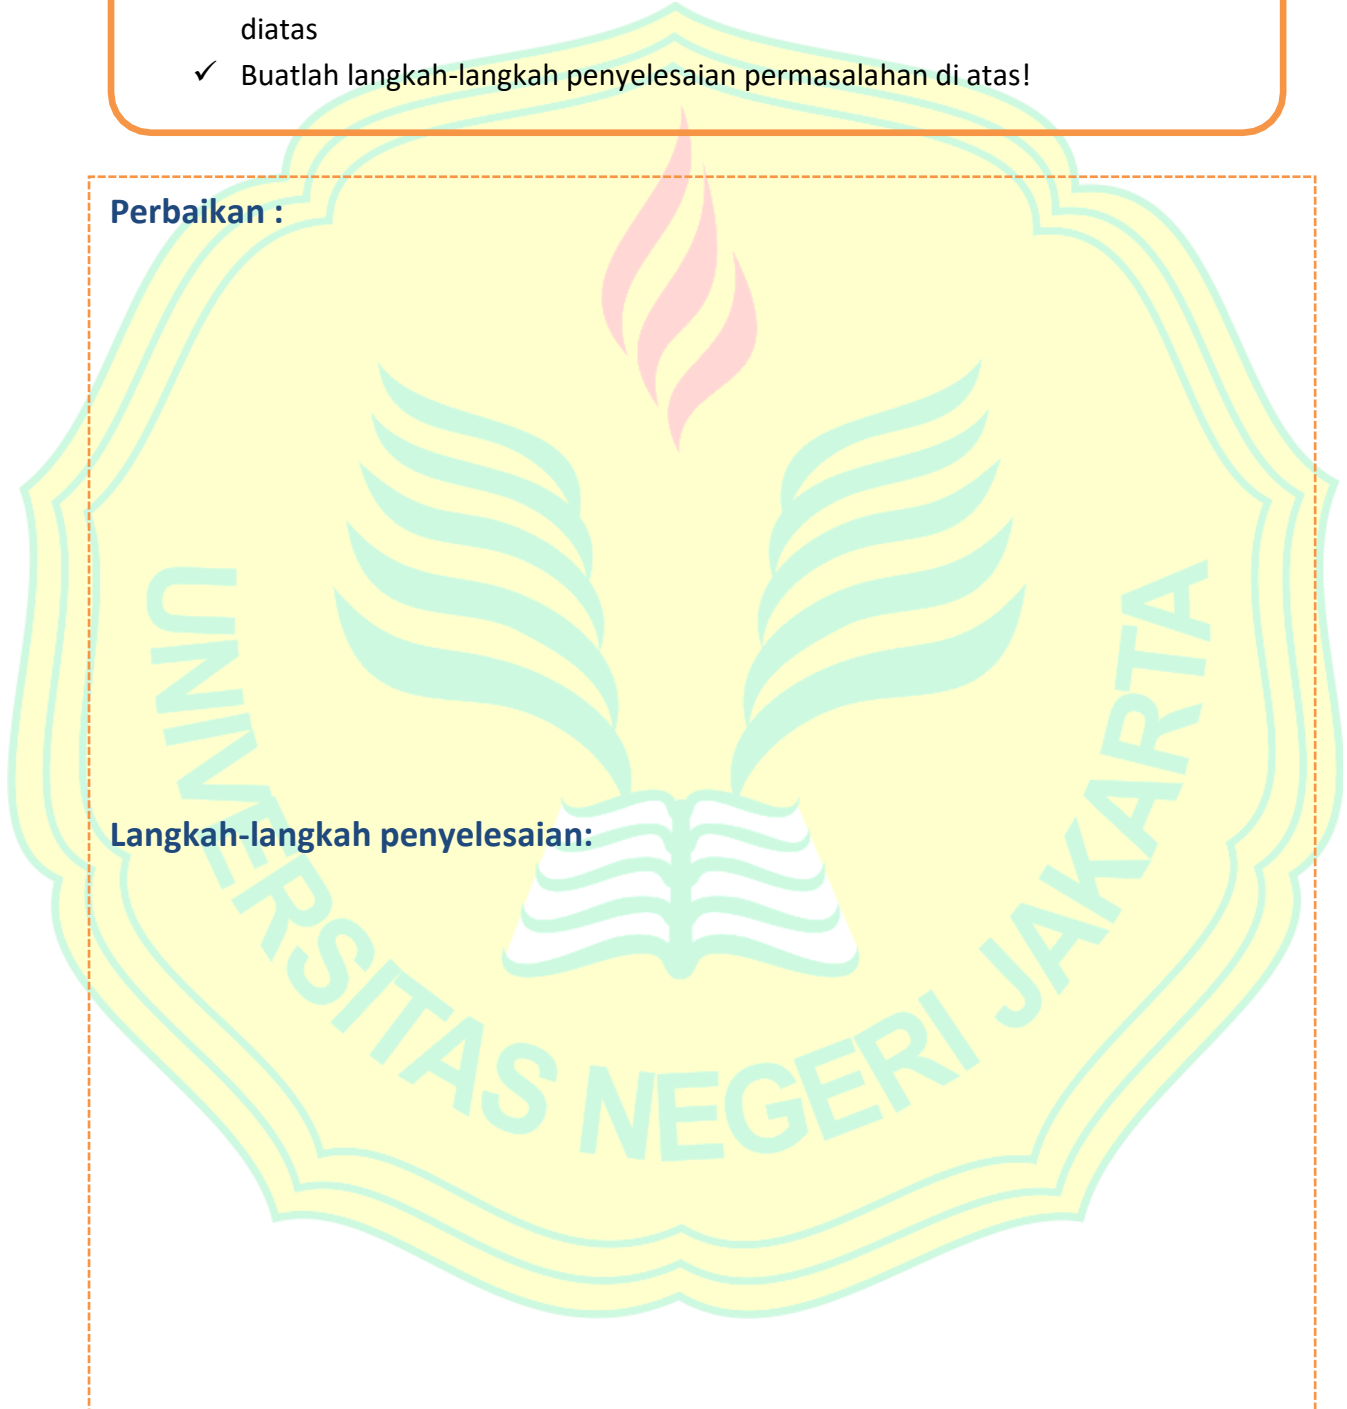 diatas
✓ Buatlah langkah-langkah penyelesaian permasalahan di atas!
Perbaikan :
Langkah-langkah penyelesaian:
UNIVERSITAS NEGERI JAKARTA